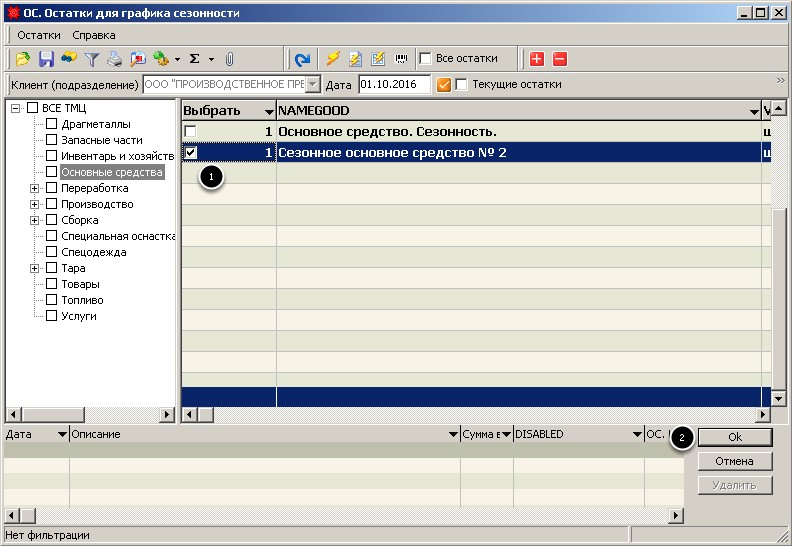 ОС. Остатки для графика сезонности
Остатки Справка
Все остатки
Клиент (подразделение) ООО "ПРОИЗВОДСТВЕННОЕ ПРЕ Дата 01.10.2016 Текущие остатки
ВСЕ ТМЦ
Драгметаллы
Запасные части
Инвентарь и хозяйств
Основные средства
Переработка
Производство
Сборка
Специальная оснастка
Спецодежда
Тара
Товары
Топливо
Услуги
Выбрать NAMEGOOD V
1 Основное средство. Сезонность. ш
1 Сезонное основное средство № 2 ш
1
Дата Описание Сумма в DISABLED ОС.
2
Ok
Отмена
Удалить
Нет фильтрации